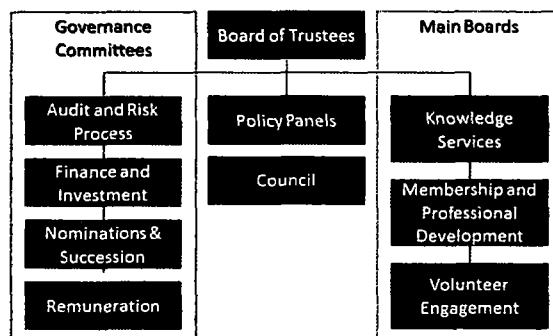 Governance
Committees
Board of Trustees
Main Boards
Audit and Risk
Process
Finance and
Investment
Nominations &
Succession
Remuneration
Policy Panels
Council
Knowledge
Services
Membership and
Professional
Development
Volunteer
Engagement